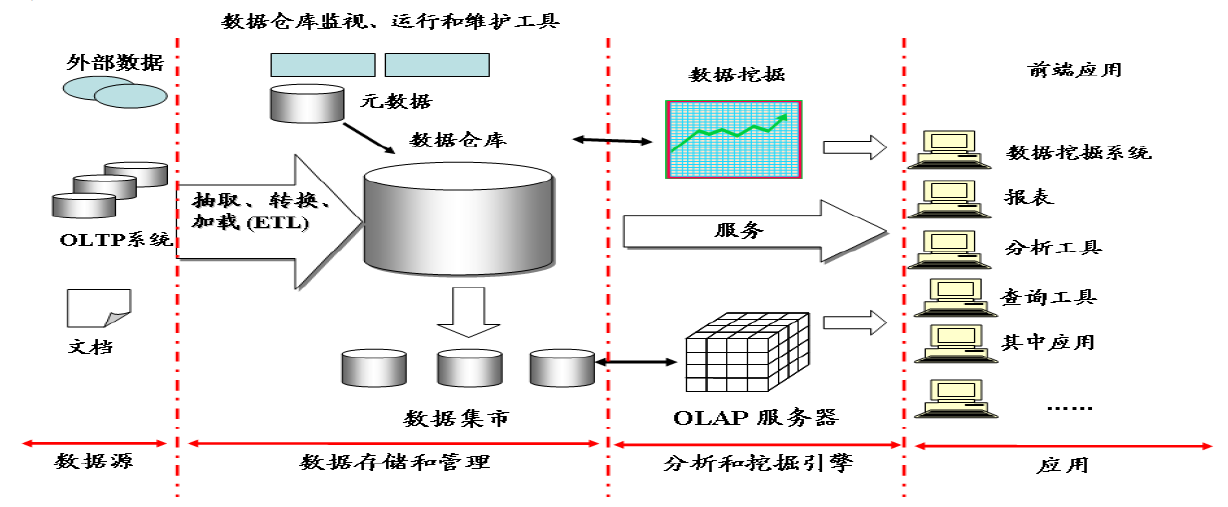 数据仓库监视、运行和维护工具
外部数据
元数据
数据仓库
抽取、转换、
加载 (ETL)
OLTP系统
文档
数据集市
数据挖掘
服务
OLAP 服务器
前端应用
数据挖掘系统
报表
分析工具
查询工具
其中应用
……
数据源
数据存储和管理
分析和挖掘引擎
应用